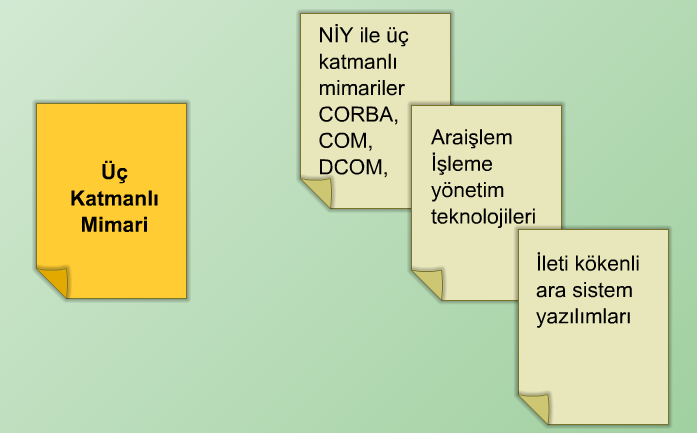 Üç
Katmanlı
Mimari
NİY ile üç
katmanlı
mimariler
CORBA,
COM,
DCOM,
Araişlem
İşleme
yönetim
teknolojileri
İleti kökenli
ara sistem
yazılımları